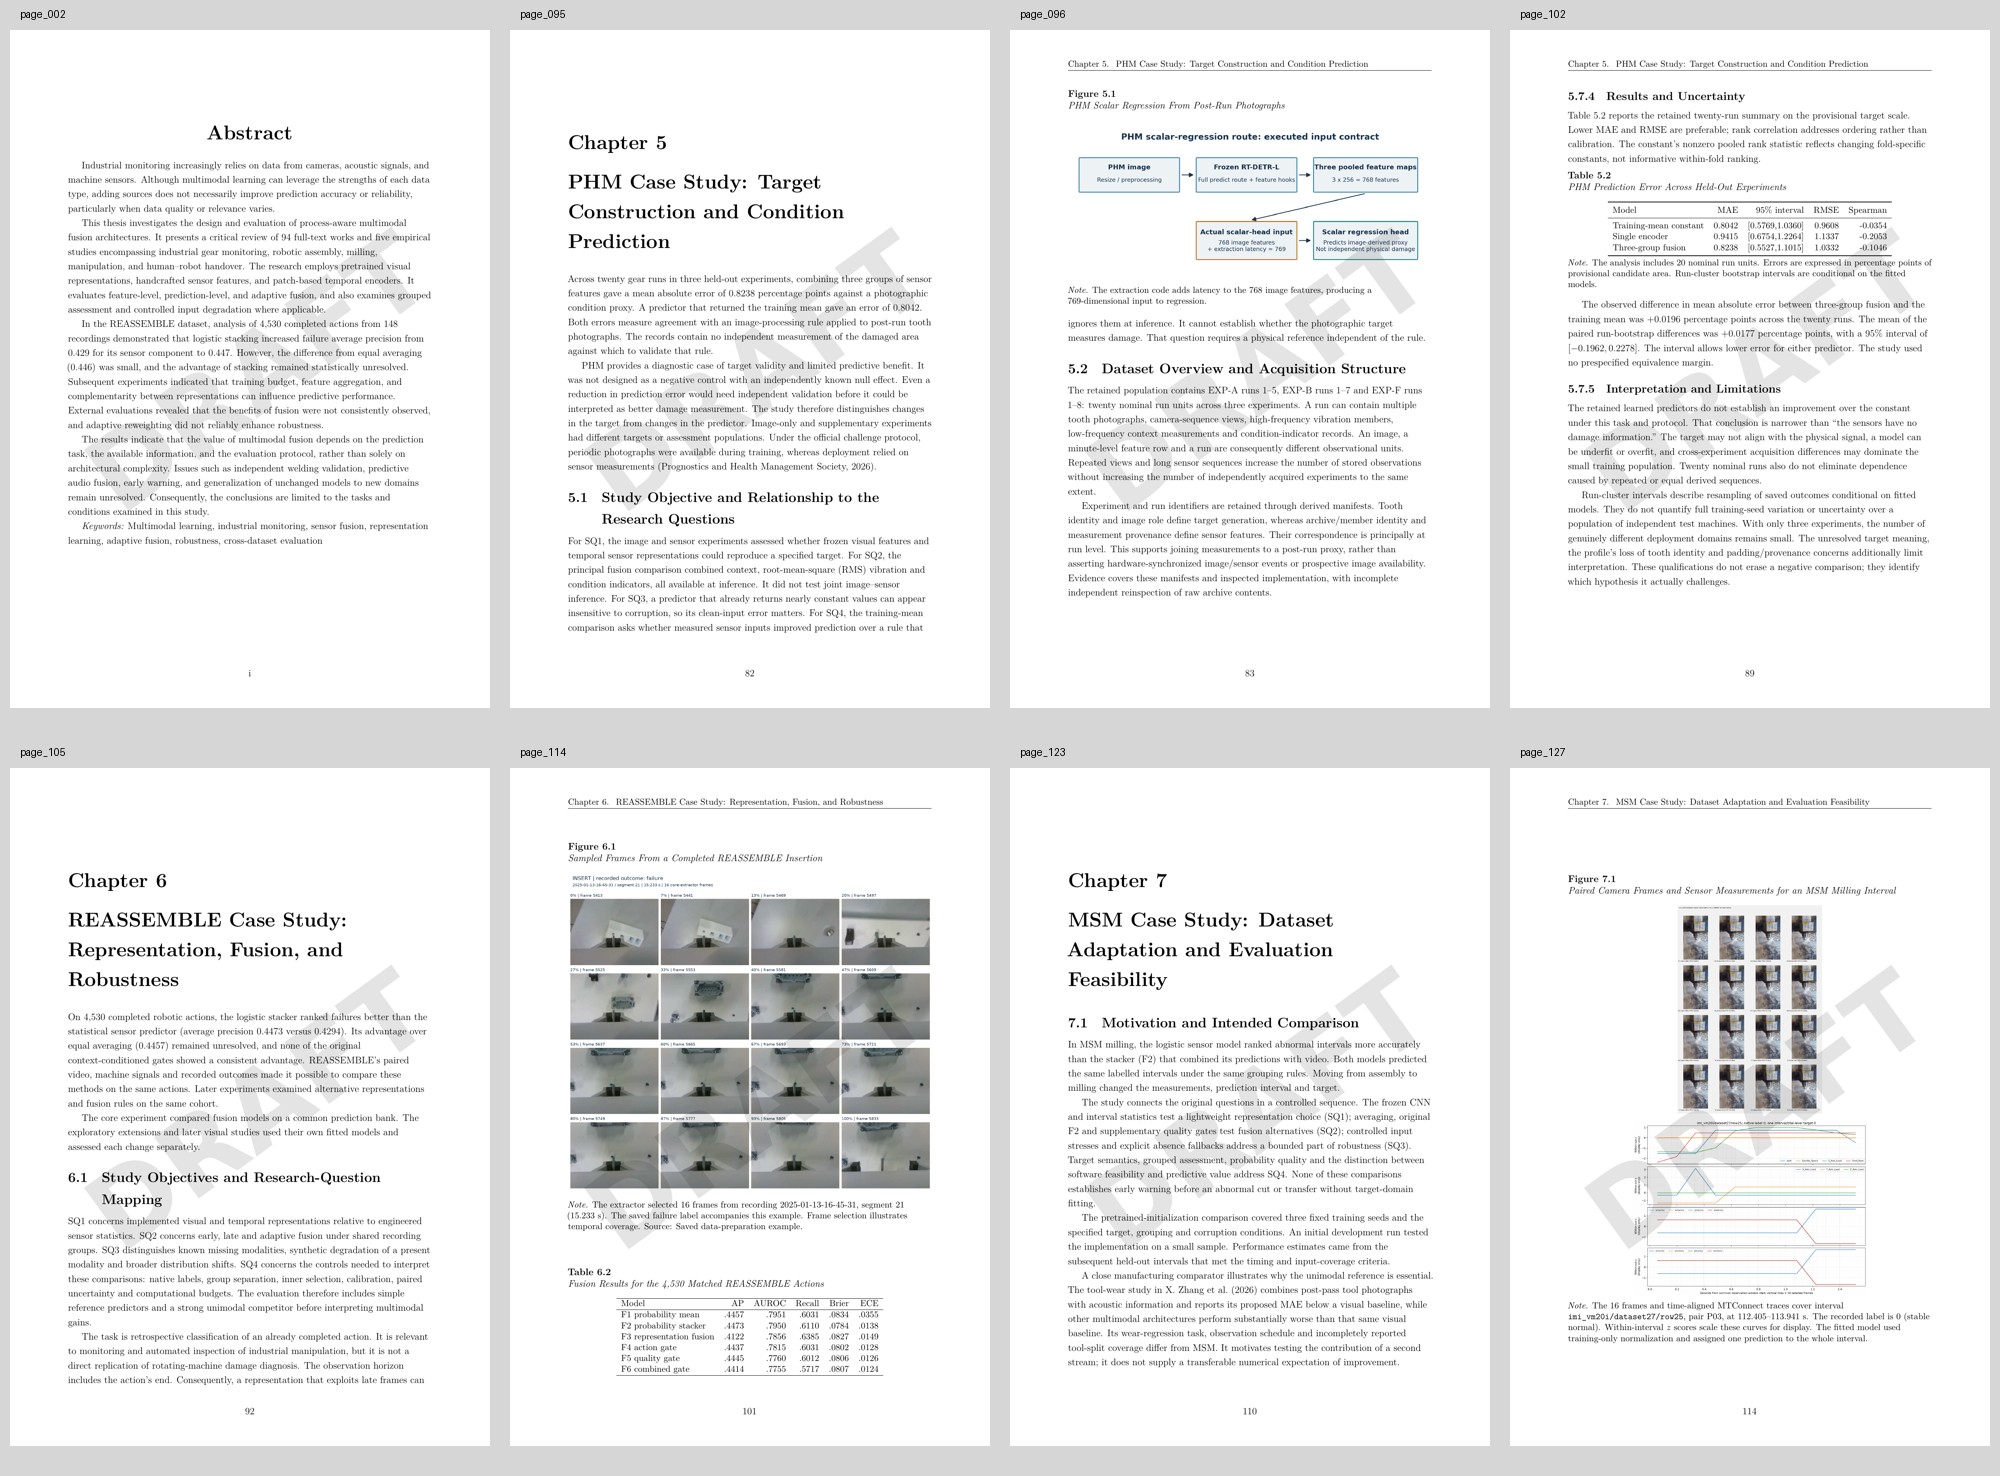 page_002
Abstract
Industrial monitoring increasingly relies on data from cameras, acoustic signals, and
machine sensors. Although multimodal learning can leverage the strengths of each data
type, adding sources does not necessarily improve prediction accuracy or reliability,
particularly when data quality or relevance varies.
This thesis investigates the design and evaluation of process-aware multimodal
fusion architectures. It presents a critical review of 94 full-text works and five empirical
studies encompassing industrial gear monitoring, robotic assembly, milling,
manipulation, and human–robot handover. The research employs pretrained visual
representations, handcrafted sensor features, and patch-based temporal encoders. It
evaluates feature-level, prediction-level, and adaptive fusion, and also examines grouped
assessment and controlled input degradation where applicable.
In the REASSEMBLE dataset, analysis of 4,530 completed actions from 148
recordings demonstrated that logistic stacking increased failure average precision from
0.429 for its sensor component to 0.447. However, the difference from equal averaging
(0.446) was small, and the advantage of stacking remained statistically unresolved.
Subsequent experiments indicated that training budget, feature aggregation, and
complementarity between representations can influence predictive performance.
External evaluations revealed that the benefits of fusion were not consistently observed,
and adaptive reweighting did not reliably enhance robustness.
The results indicate that the value of multimodal fusion depends on the prediction
task, the available information, and the evaluation protocol, rather than solely on
architectural complexity. Issues such as independent welding validation, predictive
audio fusion, early warning, and generalization of unchanged models to new domains
remain unresolved. Consequently, the conclusions are limited to the tasks and
conditions examined in this study.
Keywords: Multimodal learning, industrial monitoring, sensor fusion, representation
learning, adaptive fusion, robustness, cross-dataset evaluation
DRAFT
i
page_095
Chapter 5
PHM Case Study: Target
Construction and Condition
Prediction
Across twenty gear runs in three held-out experiments, combining three groups of sensor
features gave a mean absolute error of 0.8238 percentage points against a photographic
condition proxy. A predictor that returned the training mean gave an error of 0.8042.
Both errors measure agreement with an image-processing rule applied to post-run tooth
photographs. The records contain no independent measurement of the damaged area
against which to validate that rule.
PHM provides a diagnostic case of target validity and limited predictive benefit. It
was not designed as a negative control with an independently known null effect. Even a
reduction in prediction error would need independent validation before it could be
interpreted as better damage measurement. The study therefore distinguishes changes
in the target from changes in the predictor. Image-only and supplementary experiments
had different targets or assessment populations. Under the official challenge protocol,
periodic photographs were available during training, whereas deployment relied on
sensor measurements (Prognostics and Health Management Society, 2026).
5.1 Study Objective and Relationship to the
Research Questions
For SQ1, the image and sensor experiments assessed whether frozen visual features and
temporal sensor representations could reproduce a specified target. For SQ2, the
principal fusion comparison combined context, root-mean-square (RMS) vibration and
condition indicators, all available at inference. It did not test joint image–sensor
inference. For SQ3, a predictor that already returns nearly constant values can appear
insensitive to corruption, so its clean-input error matters. For SQ4, the training-mean
comparison asks whether measured sensor inputs improved prediction over a rule that
DRAFT
82
page_096
Chapter 5. PHM Case Study: Target Construction and Condition Prediction
Figure 5.1
PHM Scalar Regression From Post-Run Photographs
PHM scalar-regression route: executed input contract
PHM image
Resize / preprocessing
Frozen RT-DETR-L
Full predict route + feature hooks
Three pooled feature maps
3 x 256 = 768 features
Actual scalar-head input
768 image features
+ extraction latency = 769
Scalar regression head
Predicts image-derived proxy
Not independent physical damage
Note. The extraction code adds latency to the 768 image features, producing a
769-dimensional input to regression.
ignores them at inference. It cannot establish whether the photographic target
measures damage. That question requires a physical reference independent of the rule.
5.2 Dataset Overview and Acquisition Structure
The retained population contains EXP-A runs 1–5, EXP-B runs 1–7 and EXP-F runs
1–8: twenty nominal run units across three experiments. A run can contain multiple
tooth photographs, camera-sequence views, high-frequency vibration members,
low-frequency context measurements and condition-indicator records. An image, a
minute-level feature row and a run are consequently different observational units.
Repeated views and long sensor sequences increase the number of stored observations
without increasing the number of independently acquired experiments to the same
extent.
Experiment and run identifiers are retained through derived manifests. Tooth
identity and image role define target generation, whereas archive/member identity and
measurement provenance define sensor features. Their correspondence is principally at
run level. This supports joining measurements to a post-run proxy, rather than
asserting hardware-synchronized image/sensor events or prospective image availability.
Evidence covers these manifests and inspected implementation, with incomplete
independent reinspection of raw archive contents.
DRAFT
83
page_102
Chapter 5. PHM Case Study: Target Construction and Condition Prediction
5.7.4 Results and Uncertainty
Table 5.2 reports the retained twenty-run summary on the provisional target scale.
Lower MAE and RMSE are preferable; rank correlation addresses ordering rather than
calibration. The constant's nonzero pooled rank statistic reflects changing fold-specific
constants, not informative within-fold ranking.
Table 5.2
PHM Prediction Error Across Held-Out Experiments
Model MAE 95% interval RMSE Spearman
Training-mean constant 0.8042 [0.5769,1.0360] 0.9608 -0.0354
Single encoder 0.9415 [0.6754,1.2264] 1.1337 -0.2053
Three-group fusion 0.8238 [0.5527,1.1015] 1.0332 -0.1046
Note. The analysis includes 20 nominal run units. Errors are expressed in percentage points of
provisional candidate area. Run-cluster bootstrap intervals are conditional on the fitted
models.
The observed difference in mean absolute error between three-group fusion and the
training mean was +0.0196 percentage points across the twenty runs. The mean of the
paired run-bootstrap differences was +0.0177 percentage points, with a 95% interval of
[−0.1962, 0.2278]. The interval allows lower error for either predictor. The study used
no prespecified equivalence margin.
5.7.5 Interpretation and Limitations
The retained learned predictors do not establish an improvement over the constant
under this task and protocol. That conclusion is narrower than “the sensors have no
damage information.” The target may not align with the physical signal, a model can
be underfit or overfit, and cross-experiment acquisition differences may dominate the
small training population. Twenty nominal runs also do not eliminate dependence
caused by repeated or equal derived sequences.
Run-cluster intervals describe resampling of saved outcomes conditional on fitted
models. They do not quantify full training-seed variation or uncertainty over a
population of independent test machines. With only three experiments, the number of
genuinely different deployment domains remains small. The unresolved target meaning,
the profile's loss of tooth identity and padding/provenance concerns additionally limit
interpretation. These qualifications do not erase a negative comparison; they identify
which hypothesis it actually challenges.
DRAFT
89
page_105
Chapter 6
REASSEMBLE Case Study:
Representation, Fusion, and
Robustness
On 4,530 completed robotic actions, the logistic stacker ranked failures better than the
statistical sensor predictor (average precision 0.4473 versus 0.4294). Its advantage over
equal averaging (0.4457) remained unresolved, and none of the original
context-conditioned gates showed a consistent advantage. REASSEMBLE's paired
video, machine signals and recorded outcomes made it possible to compare these
methods on the same actions. Later experiments examined alternative representations
and fusion rules on the same cohort.
The core experiment compared fusion models on a common prediction bank. The
exploratory extensions and later visual studies used their own fitted models and
assessed each change separately.
6.1 Study Objectives and Research-Question
Mapping
SQ1 concerns implemented visual and temporal representations relative to engineered
sensor statistics. SQ2 concerns early, late and adaptive fusion under shared recording
groups. SQ3 distinguishes known missing modalities, synthetic degradation of a present
modality and broader distribution shifts. SQ4 concerns the controls needed to interpret
these comparisons: native labels, group separation, inner selection, calibration, paired
uncertainty and computational budgets. The evaluation therefore includes simple
reference predictors and a strong unimodal competitor before interpreting multimodal
gains.
The task is retrospective classification of an already completed action. It is relevant
to monitoring and automated inspection of industrial manipulation, but it is not a
direct replication of rotating-machine damage diagnosis. The observation horizon
includes the action's end. Consequently, a representation that exploits late frames can
DRAFT
92
page_114
Chapter 6. REASSEMBLE Case Study: Representation, Fusion, and Robustness
Figure 6.1
Sampled Frames From a Completed REASSEMBLE Insertion
INSERT | recorded outcome: failure
2025-01-13-16-45-31 / segment 21 | 15.233 s | 16 core-extractor frames
0% | frame 5413
7% | frame 5441
13% | frame 5469
20% | frame 5497
27% | frame 5525
33% | frame 5553
40% | frame 5581
47% | frame 5609
53% | frame 5637
60% | frame 5665
67% | frame 5693
73% | frame 5721
80% | frame 5749
87% | frame 5777
93% | frame 5805
100% | frame 5833
Note. The extractor selected 16 frames from recording 2025-01-13-16-45-31, segment 21
(15.233 s). The saved failure label accompanies this example. Frame selection illustrates
temporal coverage. Source: Saved data-preparation example.
Table 6.2
Fusion Results for the 4,530 Matched REASSEMBLE Actions
Model AP AUROC Recall Brier ECE
F1 probability mean .4457 .7951 .6031 .0834 .0355
F2 probability stacker .4473 .7950 .6110 .0784 .0138
F3 representation fusion .4122 .7856 .6385 .0827 .0149
F4 action gate .4437 .7815 .6031 .0802 .0128
F5 quality gate .4445 .7760 .6012 .0806 .0126
F6 combined gate .4414 .7755 .5717 .0807 .0124
DRAFT
101
page_123
Chapter 7
MSM Case Study: Dataset
Adaptation and Evaluation
Feasibility
7.1 Motivation and Intended Comparison
In MSM milling, the logistic sensor model ranked abnormal intervals more accurately
than the stacker (F2) that combined its predictions with video. Both models predicted
the same labelled intervals under the same grouping rules. Moving from assembly to
milling changed the measurements, prediction interval and target.
The study connects the original questions in a controlled sequence. The frozen CNN
and interval statistics test a lightweight representation choice (SQ1); averaging, original
F2 and supplementary quality gates test fusion alternatives (SQ2); controlled input
stresses and explicit absence fallbacks address a bounded part of robustness (SQ3).
Target semantics, grouped assessment, probability quality and the distinction between
software feasibility and predictive value address SQ4. None of these comparisons
establishes early warning before an abnormal cut or transfer without target-domain
fitting.
The pretrained-initialization comparison covered three fixed training seeds and the
specified target, grouping and corruption conditions. An initial development run tested
the implementation on a small sample. Performance estimates came from the
subsequent held-out intervals that met the timing and input-coverage criteria.
A close manufacturing comparator illustrates why the unimodal reference is essential.
The tool-wear study in X. Zhang et al. (2026) combines post-pass tool photographs
with acoustic information and reports its proposed MAE below a visual baseline, while
other multimodal architectures perform substantially worse than that same visual
baseline. Its wear-regression task, observation schedule and incompletely reported
tool-split coverage differ from MSM. It motivates testing the contribution of a second
stream; it does not supply a transferable numerical expectation of improvement.
DRAFT
110
page_127
Chapter 7. MSM Case Study: Dataset Adaptation and Evaluation Feasibility
Figure 7.1
Paired Camera Frames and Sensor Measurements for an MSM Milling Interval
Note. The 16 frames and time-aligned MTConnect traces cover interval
imi_vm20i/dataset27/row25, pair P03, at 112.405–113.941 s. The recorded label is 0 (stable
normal). Within-interval z scores scale these curves for display. The fitted model used
training-only normalization and assigned one prediction to the whole interval.
DRAFT
114